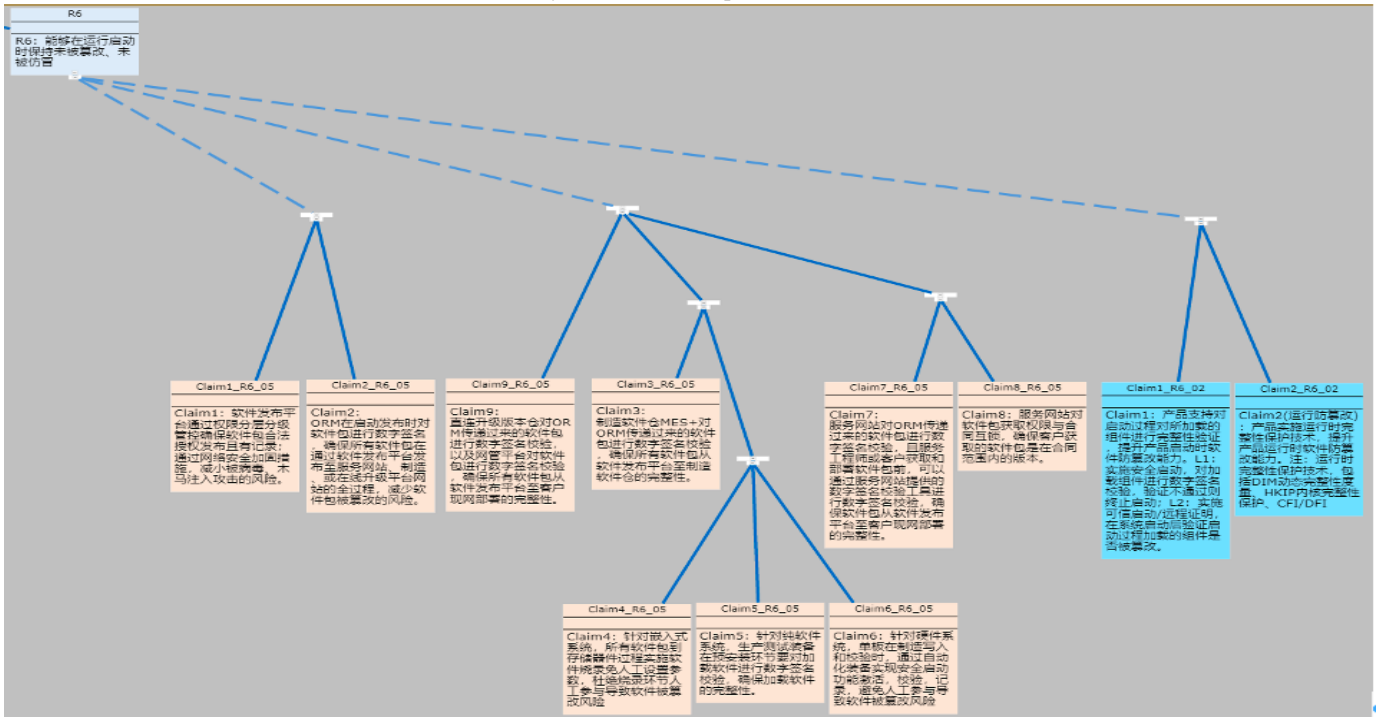 R6
R6：能够在运行启动
时保持未被篡改、未
被仿冒
Claim1_R6_05
Claim1：软件发布平
台通过权限分层分级
管控确保软件包合法
授权发布且有记录；
通过网络安全加固措
施，减小被病毒、木
马注入攻击的风险。
Claim2_R6_05
Claim2：
ORM在启动发布时对
软件包进行数字签名
，确保所有软件包在
通过软件发布平台发
布至服务网站、制造
、或在线升级平台网
站的全过程，减少软
件包被篡改的风险。
Claim9_R6_05
Claim9：
直连升级版本仓对OR
M传递过来的软件包
进行数字签名校验，
以及网管平台对软件
包进行数字签名校验
，确保所有软件包从
软件发布平台至客户
现网部署的完整性。
Claim3_R6_05
Claim3：
制造软件仓MES+对
ORM传递过来的软件
包进行数字签名校验
，确保所有软件包从
软件发布平台至制造
软件仓的完整性。
Claim7_R6_05
Claim7：
服务网站对ORM传递
过来的软件包进行数
字签名校验，且服务
工程师或客户获取和
部署软件包前，可以
通过服务网站提供的
数字签名校验工具进
行数字签名校验，确
保软件包从软件发布
平台至客户现网部署
的完整性。
Claim8_R6_05
Claim8：服务网站对
软件包获取权限与合
同互锁，确保客户获
取的软件包是在合同
范围内的版本。
Claim1_R6_02
Claim1：产品支持对
启动过程对所加载的
组件进行完整性验证
，提升产品启动时软
件防篡改能力。L1：
实施安全启动，对加
载组件进行数字签名
校验，验证不通过则
终止启动；L2：实施
可信启动/远程证明，
在系统启动后验证启
动过程加载的组件是
否被篡改。
Claim2_R6_02
Claim2(运行防篡改)
：产品实施运行时完
整性保护技术，提升
产品运行时软件防篡
改能力。注：运行时
完整性保护技术，包
括DIM动态完整性度
量、HKIP内核完整性
保护、CFI/DFI
Claim4_R6_05
Claim4：针对嵌入式
系统，所有软件包到
存储器件过程实施软
件烧录免人工设置参
数，杜绝烧录环节人
工参与导致软件被篡
改风险
Claim5_R6_05
Claim5：针对纯软件
系统，生产测试装备
在预安装环节要对加
载软件进行数字签名
校验，确保加载软件
的完整性。
Claim6_R6_05
Claim6：针对硬件系
统，单板在制造写入
和校验时，通过自动
化装备实现安全启动
功能激活，校验，记
录，避免人工参与导
致软件被篡改风险